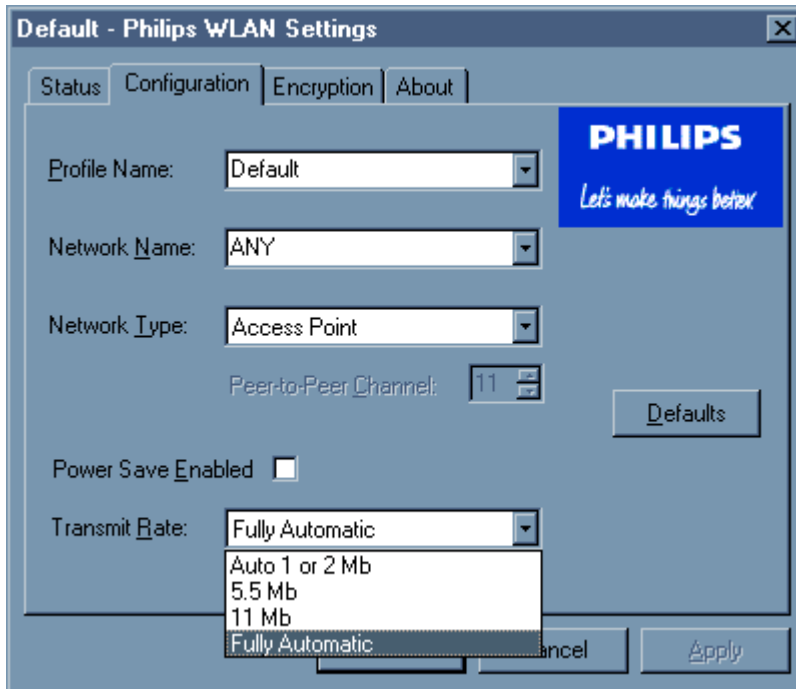 Default - Philips WLAN Settings
Status Configuration Encryption About
PHILIPS
Let's make things better.
Profile Name: Default
Network Name: ANY
Network Type: Access Point
Peer-to-Peer Channel: 11
Defaults
Power Save Enabled
Transmit Rate: Fully Automatic
Auto 1 or 2 Mb
5.5 Mb
11 Mb
Fully Automatic
ncel Apply